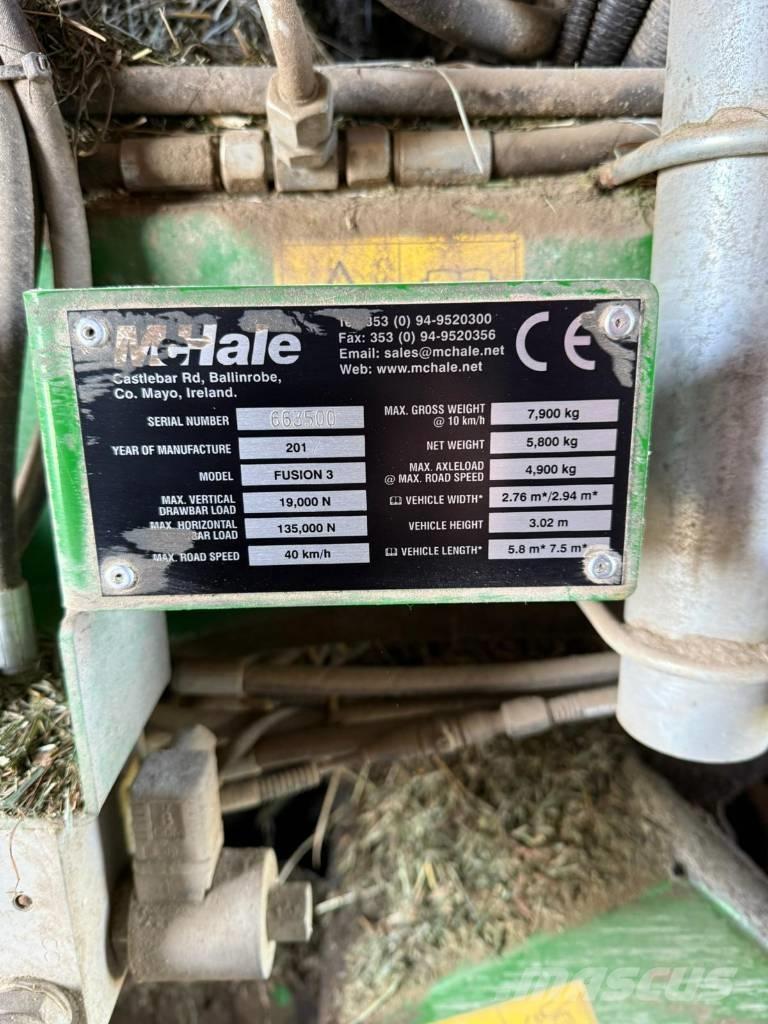 McHale
Castlebar Rd, Ballinrobe,
Co. Mayo, Ireland.
353 (0) 94-9520300
Fax: 353 (0) 94-9520356
Email: sales@mchale.net
Web: www.mchale.net
CE
SERIAL NUMBER 663500
YEAR OF MANUFACTURE 201
MODEL FUSION 3
MAX. VERTICAL
DRAWBAR LOAD 19,000 N
MAX. HORIZONTAL
BAR LOAD 135,000 N
MAX. ROAD SPEED 40 km/h
MAX. GROSS WEIGHT
@ 10 km/h 7,900 kg
NET WEIGHT 5,800 kg
MAX. AXLELOAD
@ MAX. ROAD SPEED 4,900 kg
VEHICLE WIDTH* 2.76 m*/2.94 m*
VEHICLE HEIGHT 3.02 m
VEHICLE LENGTH* 5.8 m* 7.5 m*
MASCUS